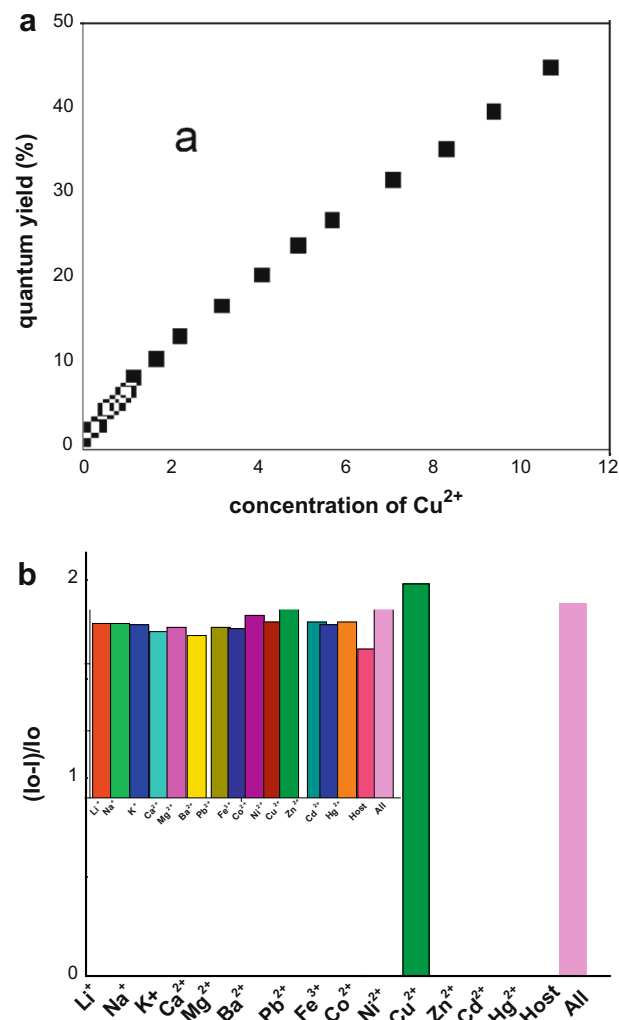 a
50
40
30
20
10
0
a
quantum yield (%)
0 2 4 6 8 10 12
concentration of Cu²⁺
b
2
1
0
(Io-I)/Io
Li⁺ Na⁺ K⁺ Ca²⁺ Mg²⁺ Ba²⁺ Pb²⁺ Fe³⁺ Co²⁺ Ni²⁺ Cu²⁺ Zn²⁺ Cd²⁺ Hg²⁺ Host All
Li⁺ Na⁺ K+ Ca²⁺ Mg²⁺ Ba²⁺ Pb²⁺ Fe³⁺ Co²⁺ Ni²⁺ Cu²⁺ Zn²⁺ Cd²⁺ Hg²⁺ Host All